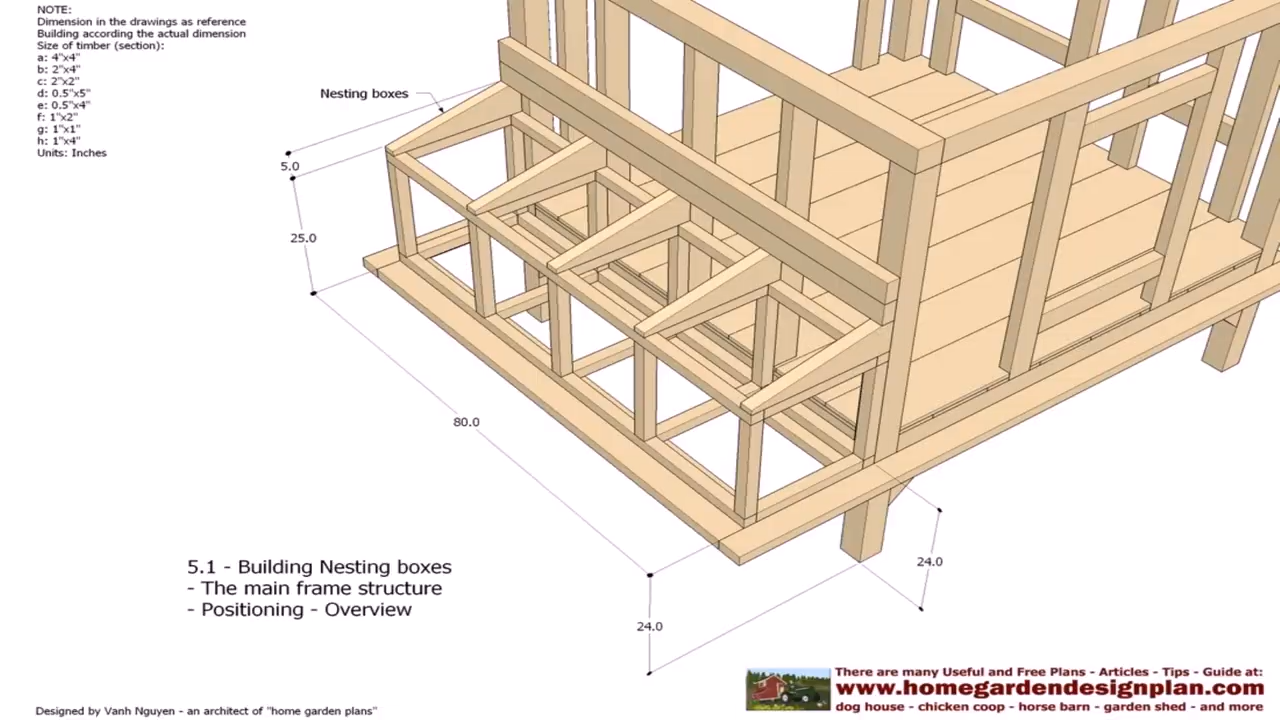 NOTE:
Dimension in the drawings as reference
Building according the actual dimension
Size of timber (section):
a: 4"x4"
b: 2"x4"
c: 2"x2"
d: 0.5"x5"
e: 0.5"x4"
f: 1"x2"
g: 1"x1"
h: 1"x4"
Units: Inches
Nesting boxes
5.0
25.0
80.0
24.0
24.0
5.1 - Building Nesting boxes
- The main frame structure
- Positioning - Overview
There are many Useful and Free Plans - Articles - Tips - Guide at:
www.homegardendesignplan.com
dog house - chicken coop - horse barn - garden shed - and more
Designed by Vanh Nguyen - an architect of "home garden plans"